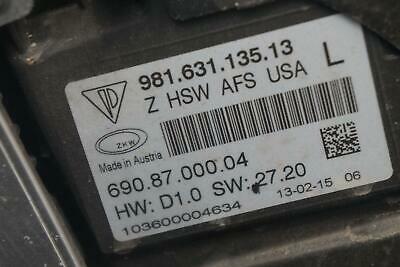 981.631.135.13
L
Z HSW AFS USA
ZKW
Made in Austria
690.87.000.04
HW: D1.0 SW: 27.20
13-02-15 06
103600004634